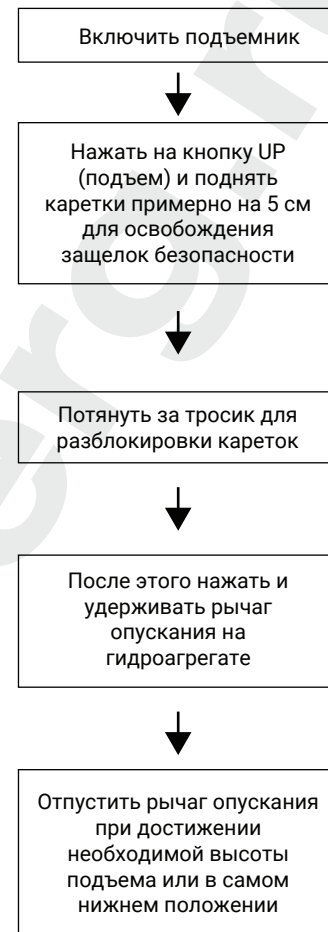 Включить подъемник
Нажать на кнопку UP
(подъем) и поднять
каретки примерно на 5 см
для освобождения
защелок безопасности
Потянуть за тросик для
разблокировки кареток
После этого нажать и
удерживать рычаг
опускания на
гидроагрегате
Отпустить рычаг опускания
при достижении
необходимой высоты
подъема или в самом
нижнем положении